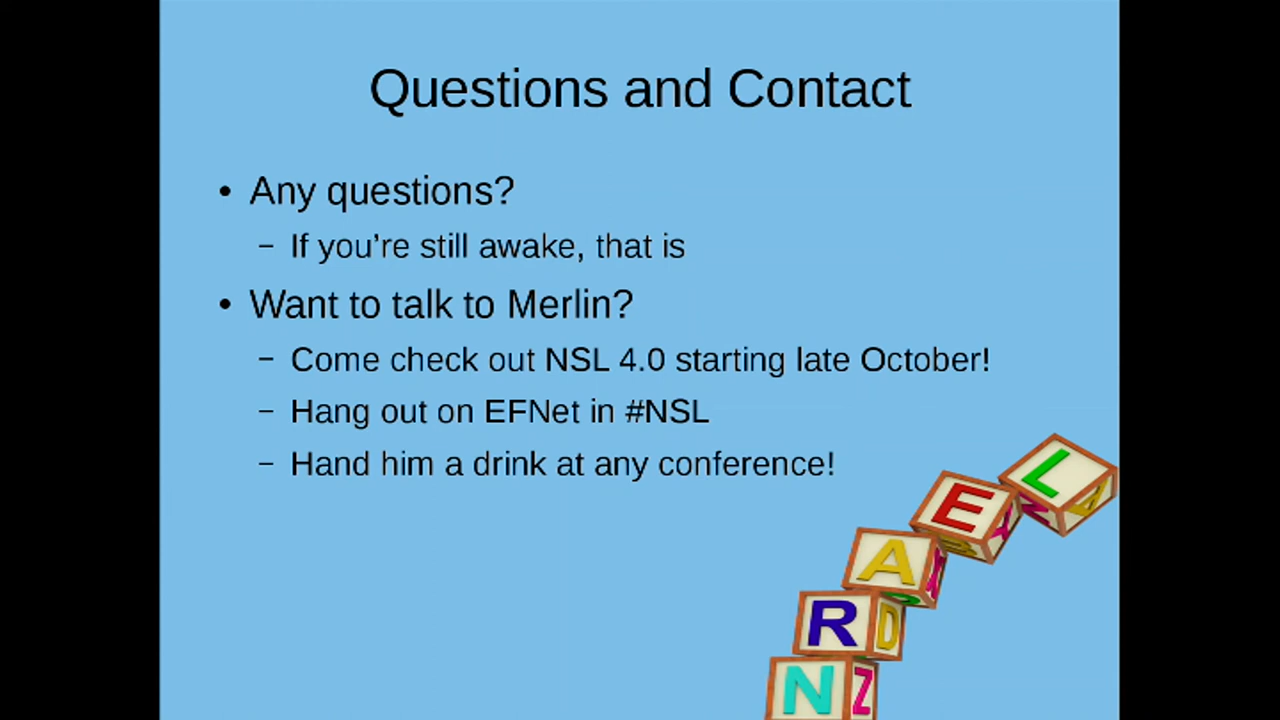 Questions and Contact
• Any questions?
– If you’re still awake, that is
• Want to talk to Merlin?
– Come check out NSL 4.0 starting late October!
– Hang out on EFNet in #NSL
– Hand him a drink at any conference!
L
E
A
R D
N Z